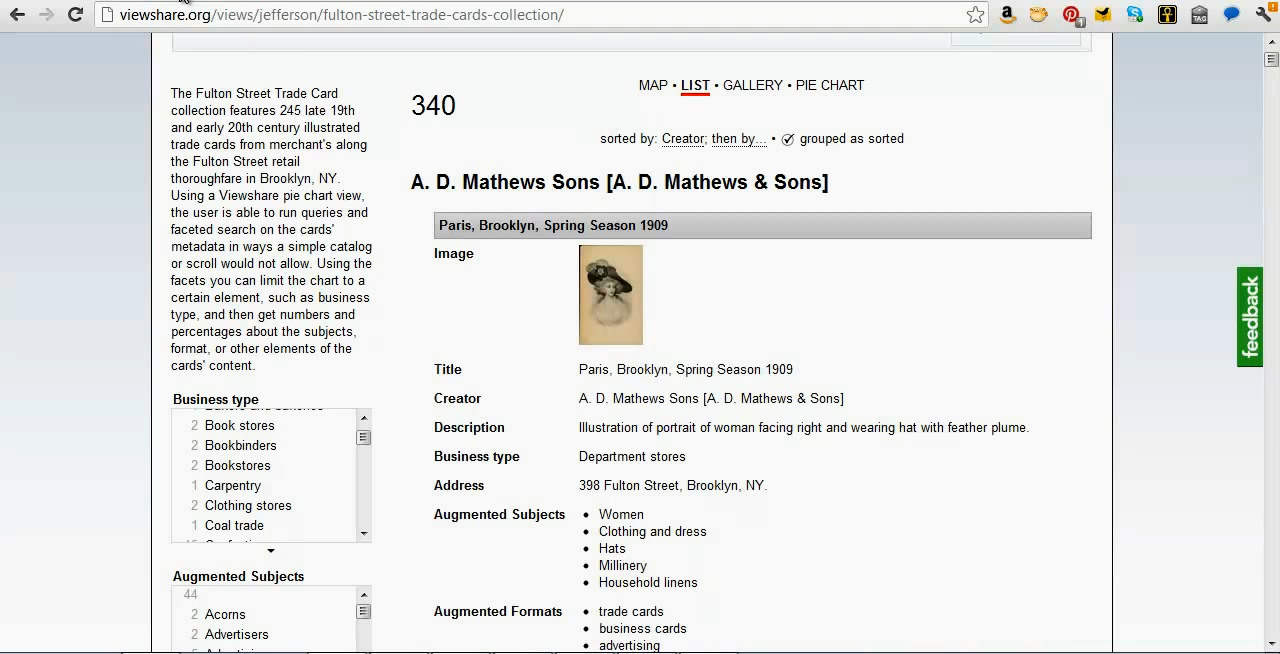 viewshare.org/views/jefferson/fulton-street-trade-cards-collection/
The Fulton Street Trade Card
collection features 245 late 19th
and early 20th century illustrated
trade cards from merchant's along
the Fulton Street retail
thoroughfare in Brooklyn, NY.
Using a Viewshare pie chart view,
the user is able to run queries and
faceted search on the cards'
metadata in ways a simple catalog
or scroll would not allow. Using the
facets you can limit the chart to a
certain element, such as business
type, and then get numbers and
percentages about the subjects,
format, or other elements of the
cards' content.
Business type
2 Book stores
2 Bookbinders
2 Bookstores
1 Carpentry
2 Clothing stores
1 Coal trade
Augmented Subjects
44
2 Acorns
2 Advertisers
MAP • LIST • GALLERY • PIE CHART
340
sorted by: Creator; then by... • grouped as sorted
A. D. Mathews Sons [A. D. Mathews & Sons]
Paris, Brooklyn, Spring Season 1909
Image
Title Paris, Brooklyn, Spring Season 1909
Creator A. D. Mathews Sons [A. D. Mathews & Sons]
Description Illustration of portrait of woman facing right and wearing hat with feather plume.
Business type Department stores
Address 398 Fulton Street, Brooklyn, NY.
Augmented Subjects • Women
• Clothing and dress
• Hats
• Millinery
• Household linens
Augmented Formats • trade cards
• business cards
• advertising
feedback